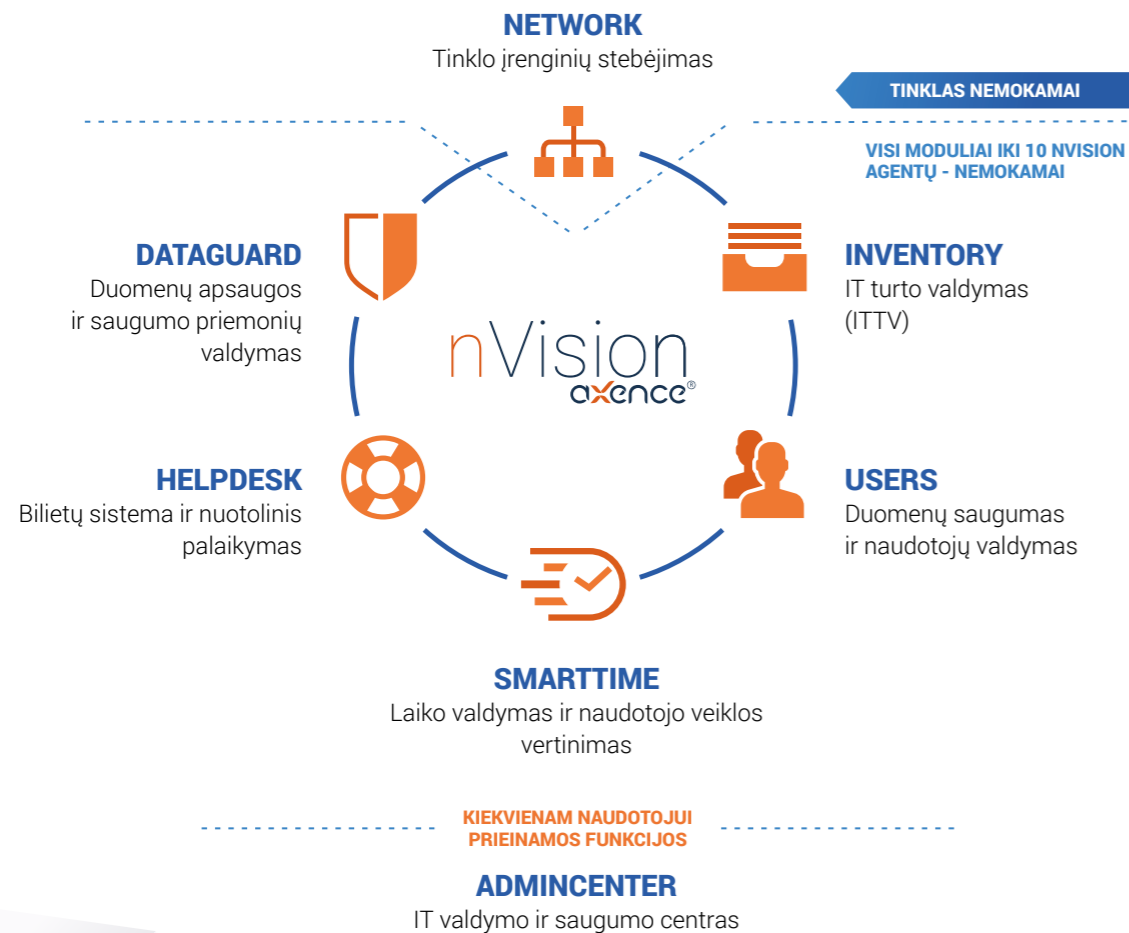 NETWORK
Tinklo įrenginių stebėjimas
TINKLAS NEMOKAMAI
VISI MODULIAI IKI 10 NVISION
AGENTŲ - NEMOKAMAI
DATAGUARD
Duomenų apsaugos
ir saugumo priemonių
valdymas
INVENTORY
IT turto valdymas
(ITTV)
nVision
axence®
HELPDESK
Bilietų sistema ir nuotolinis
palaikymas
USERS
Duomenų saugumas
ir naudotojų valdymas
SMARTTIME
Laiko valdymas ir naudotojo veiklos
vertinimas
KIEKVIENAM NAUDOTOJUI
PRIEINAMOS FUNKCIJOS
ADMINCENTER
IT valdymo ir saugumo centras